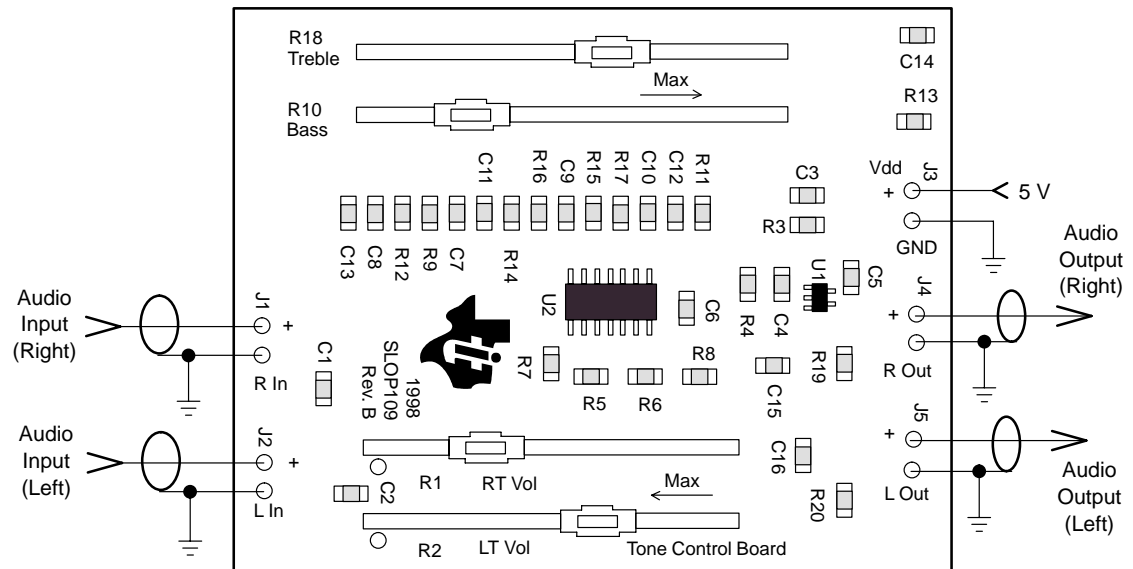 R18
Treble
C14
Max
R10
Bass
R13
C11
R16
C9
R15
R17
C10
C12
R11
C3
Vdd
J3
+
5 V
R3
GND
C13
C8
R12
R9
C7
R14
U2
C6
R4
C4
U1
C5
Audio
Output
(Right)
J4
+
R Out
Audio
Input
(Right)
J1
+
R In
C1
1998
SLOP109
Rev. B
R7
R5
R6
R8
C15
R19
J5
+
L Out
Audio
Output
(Left)
Audio
Input
(Left)
J2
+
L In
C2
R1
RT Vol
Max
C16
R20
R2
LT Vol
Tone Control Board